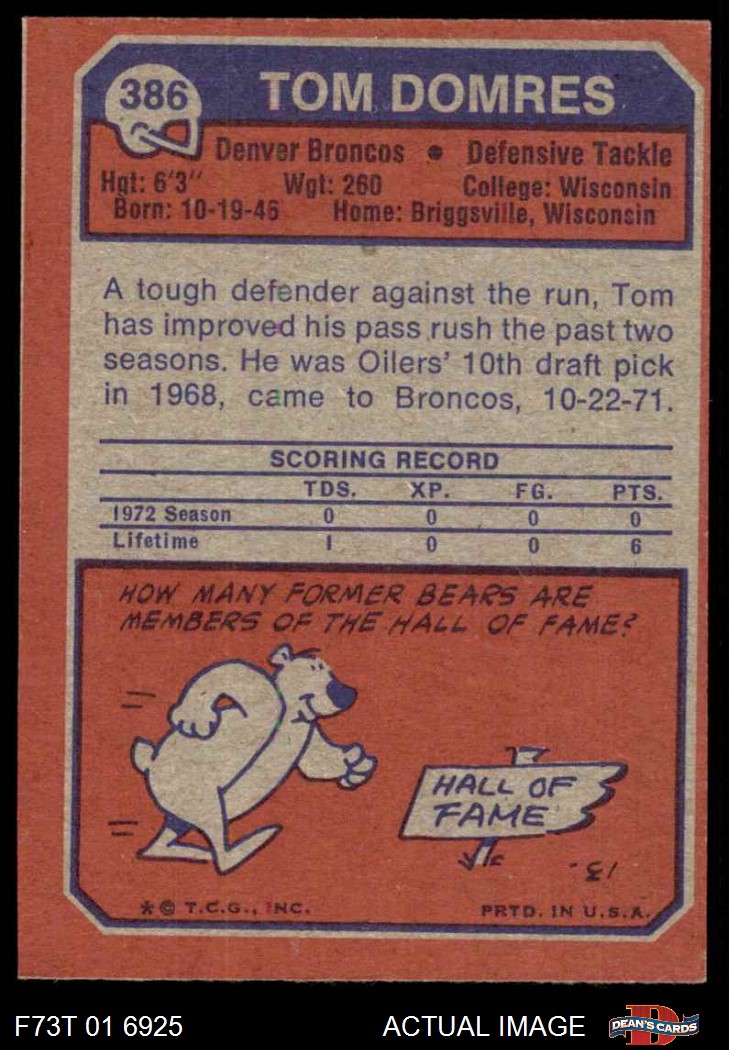 386
TOM DOMRES
Denver Broncos • Defensive Tackle
Hgt: 6'3" Wgt: 260 College: Wisconsin
Born: 10-19-46 Home: Briggsville, Wisconsin
A tough defender against the run, Tom
has improved his pass rush the past two
seasons. He was Oilers' 10th draft pick
in 1968, came to Broncos, 10-22-71.
SCORING RECORD
TDS. XP. FG. PTS.
1972 Season 0 0 0 0
Lifetime 1 0 0 6
HOW MANY FORMER BEARS ARE
MEMBERS OF THE HALL OF FAME?
HALL OF
FAME
13.
* © T.C.G., INC. PRTD. IN U.S.A.
F73T 01 6925 ACTUAL IMAGE
D
DEAN'S CARDS